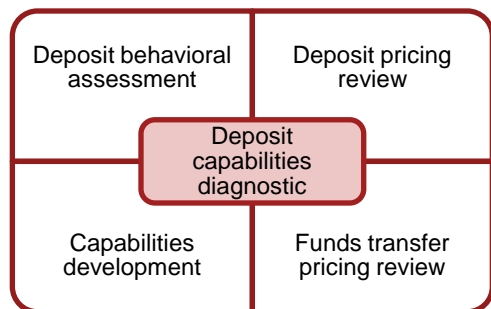 Deposit behavioral
assessment
Deposit pricing
review
Deposit
capabilities
diagnostic
Capabilities
development
Funds transfer
pricing review